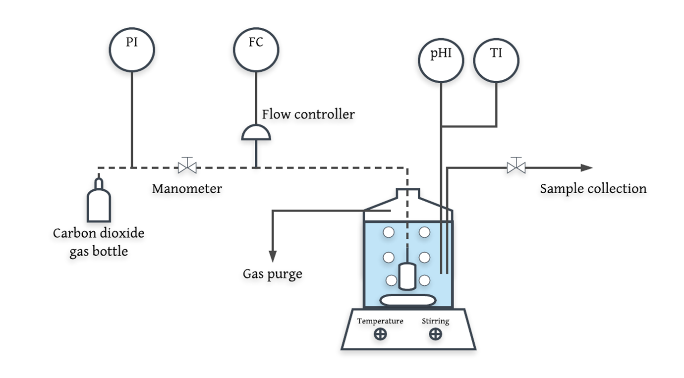 PI
FC
pHI
TI
Flow controller
Manometer
Sample collection
Carbon dioxide
gas bottle
Gas purge
Temperature
Stirring